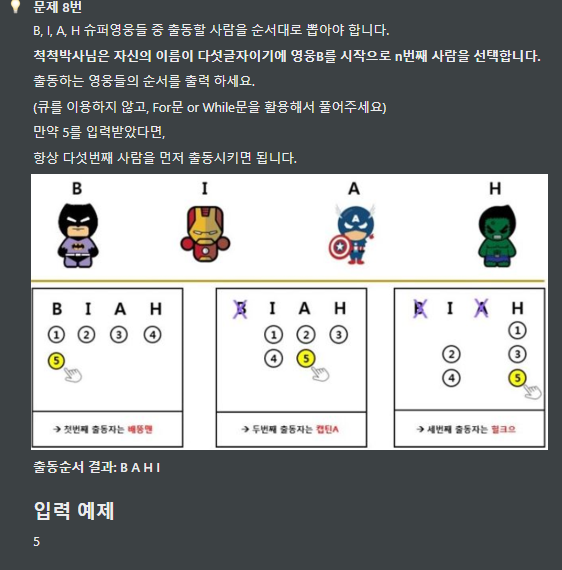 문제 8번
B, I, A, H 슈퍼영웅들 중 출동할 사람을 순서대로 뽑아야 합니다.
척척박사님은 자신의 이름이 다섯글자이기에 영웅B를 시작으로 n번째 사람을 선택합니다.
출동하는 영웅들의 순서를 출력 하세요.
(큐를 이용하지 않고, For문 or While문을 활용해서 풀어주세요)
만약 5를 입력받았다면,
항상 다섯번째 사람을 먼저 출동시키면 됩니다.
B I A H
A
B I A H
1 2 3 4
5
→ 첫번째 출동자는 배뜽맨
B I A H
1 2 3
4 5
→ 두번째 출동자는 캡틴A
B I A H
1
2 3
4 5
→ 세번째 출동자는 헐크으
출동순서 결과: B A H I
입력 예제
5